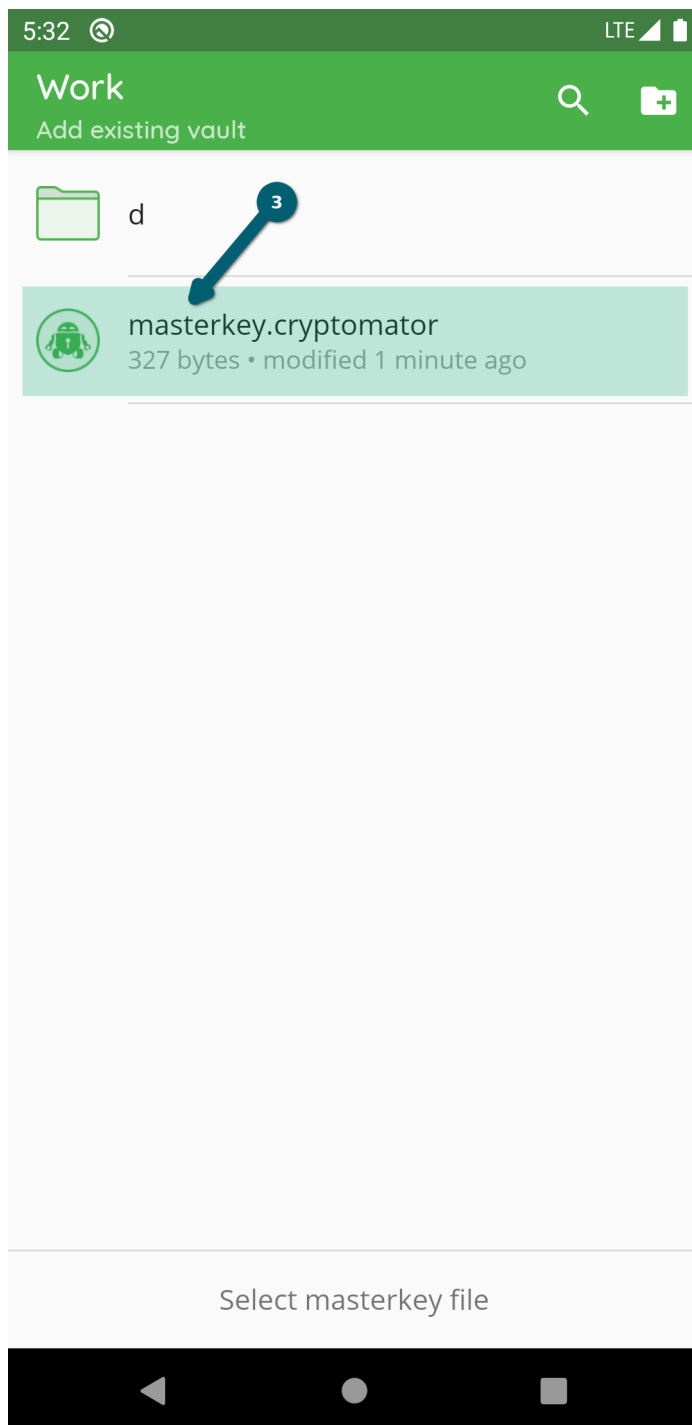 5:32
LTE
Work
Add existing vault
d
3
masterkey.cryptomator
327 bytes • modified 1 minute ago
Select masterkey file